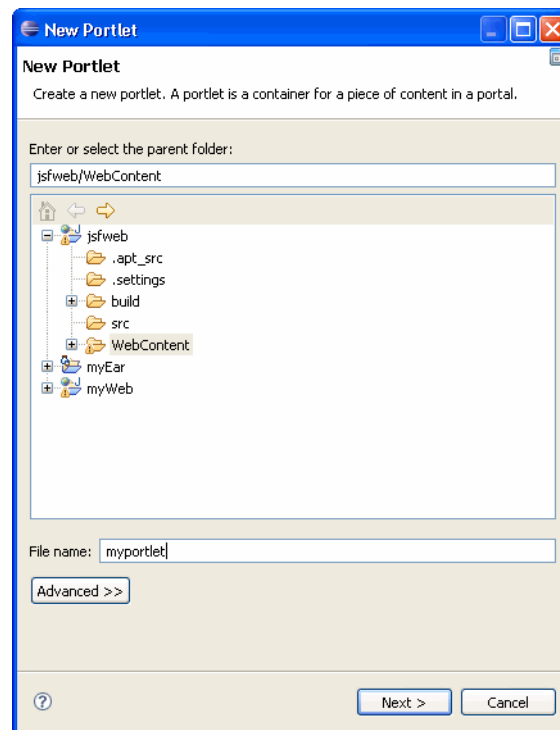 New Portlet
New Portlet
Create a new portlet. A portlet is a container for a piece of content in a portal.
Enter or select the parent folder:
jsfweb/WebContent
jsfweb
.apt_src
.settings
build
src
WebContent
myEar
myWeb
File name: myportlet
Advanced >>
Next > Cancel